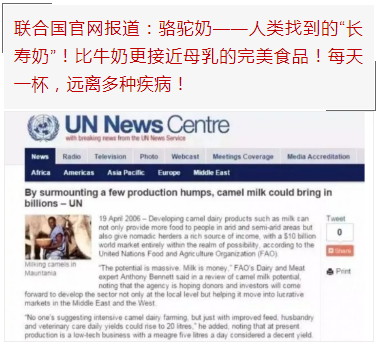 联合国官网报道：骆驼奶——人类找到的“长
寿奶”！比牛奶更接近母乳的完美食品！每天
一杯，远离多种疾病！
UN News Centre
with breaking news from the UN News Service
News Radio Television Photo Webcast Meetings Coverage Media Accreditation
Africa Americas Asia Pacific Europe Middle East
By surmounting a few production humps, camel milk could bring in
billions – UN
Milking camels in
Mauritania
19 April 2006 – Developing camel dairy products such as milk can
not only provide more food to people in arid and semi-arid areas but
also give nomadic herders a rich source of income, with a $10 billion
world market entirely within the realm of possibility, according to the
United Nations Food and Agriculture Organization (FAO).
“The potential is massive. Milk is money,” FAO's Dairy and Meat
expert Anthony Bennett said in a review of camel milk potential,
noting that the agency is hoping donors and investors will come
forward to develop the sector not only at the local level but helping it move into lucrative
markets in the Middle East and the West.
“No one's suggesting intensive camel dairy farming, but just with improved feed, husbandry
and veterinary care daily yields could rise to 20 litres,” he added, noting that at present
production is a low-tech business with a meagre five litres a day considered a decent yield.
Tweet
0
Share
Print